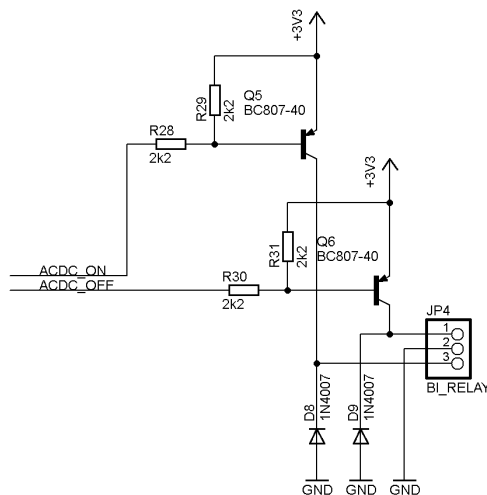 +3V3
R29
2k2
Q5
BC807-40
R28
2k2
+3V3
R31
2k2
Q6
BC807-40
ACDC_ON
ACDC_OFF
R30
2k2
JP4
1
2
3
BI_RELAY
D8
1N4007
D9
1N4007
GND
GND
GND